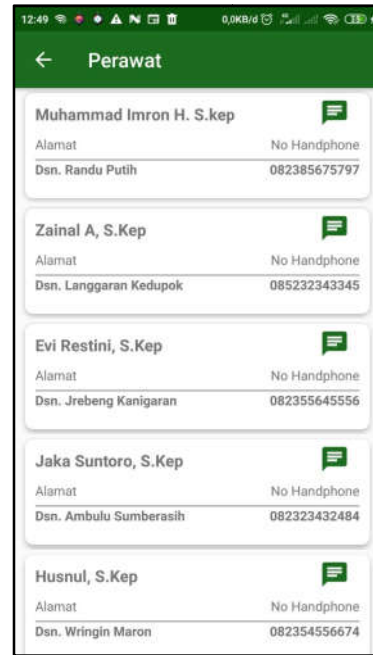 12:49 0,0KB/d
Perawat
Muhammad Imron H. S.kep
Alamat No Handphone
Dsn. Randu Putih 082385675797
Zainal A, S.Kep
Alamat No Handphone
Dsn. Langgaran Kedupok 085232343345
Evi Restini, S.Kep
Alamat No Handphone
Dsn. Jrebeng Kanigaran 082355645556
Jaka Suntoro, S.Kep
Alamat No Handphone
Dsn. Ambulu Sumberasih 082323432484
Husnul, S.Kep
Alamat No Handphone
Dsn. Wringin Maron 082354556674